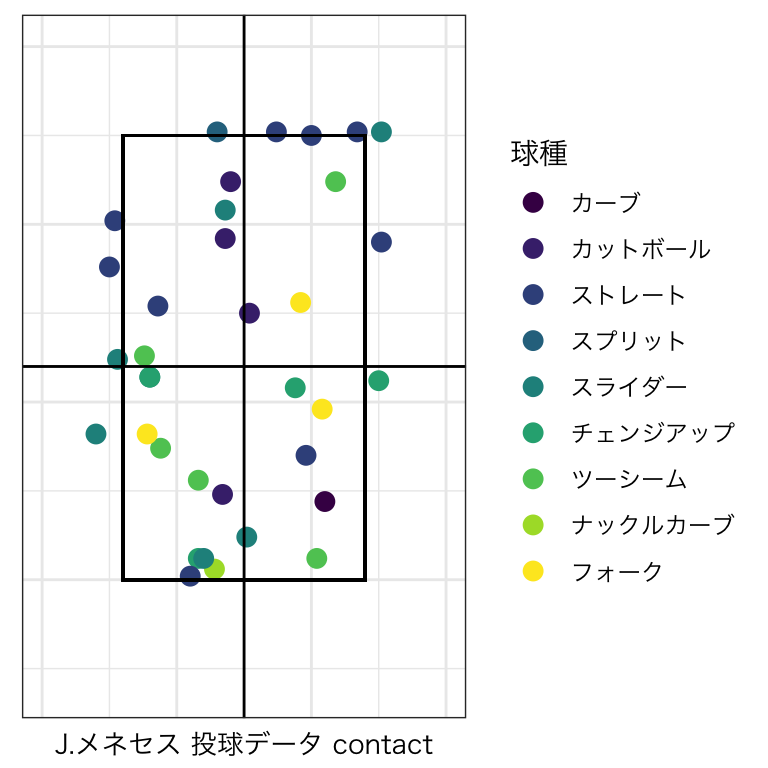 球種
カーブ
カットボール
ストレート
スプリット
スライダー
チェンジアップ
ツーシーム
ナックルカーブ
フォーク
J.メネセス 投球データ contact